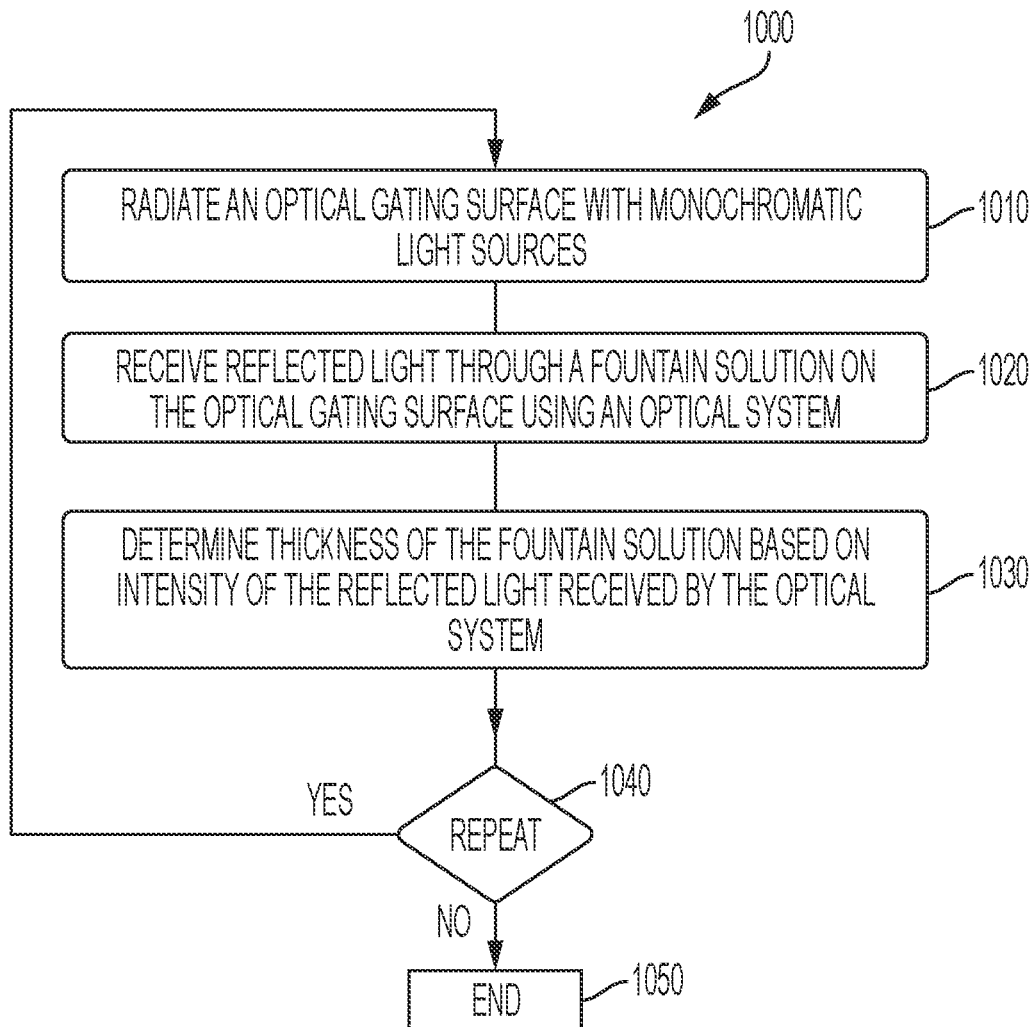 1000
RADIATE AN OPTICAL GATING SURFACE WITH MONOCHROMATIC
LIGHT SOURCES
1010
RECEIVE REFLECTED LIGHT THROUGH A FOUNTAIN SOLUTION ON
THE OPTICAL GATING SURFACE USING AN OPTICAL SYSTEM
1020
DETERMINE THICKNESS OF THE FOUNTAIN SOLUTION BASED ON
INTENSITY OF THE REFLECTED LIGHT RECEIVED BY THE OPTICAL
SYSTEM
1030
YES
REPEAT
1040
NO
END
1050